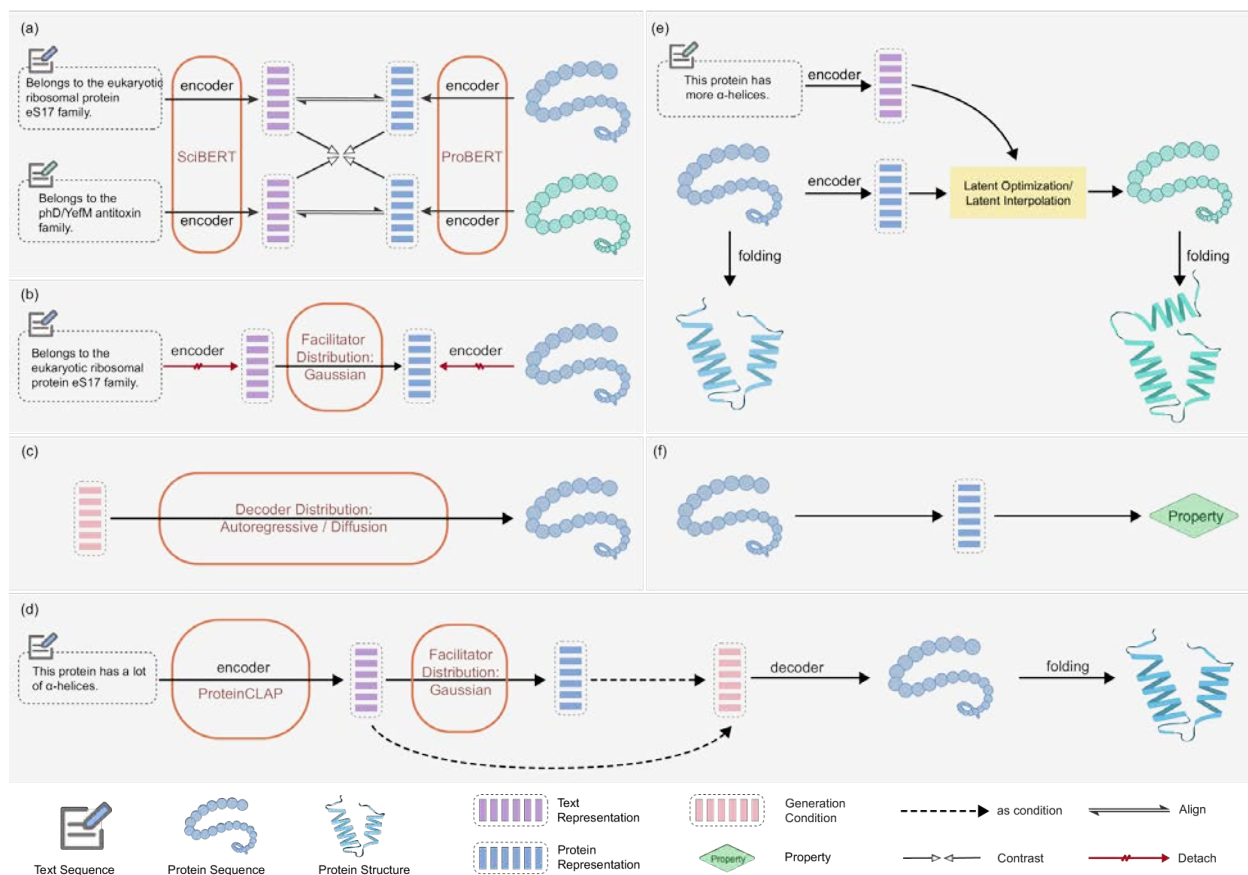 (a)
Belongs to the eukaryotic
ribosomal protein
eS17 family.
encoder
encoder
SciBERT
ProBERT
Belongs to the
phD/YefM antitoxin
family.
encoder
encoder
(b)
Belongs to the
eukaryotic ribosomal
protein eS17 family.
encoder
Facilitator
Distribution:
Gaussian
encoder
(c)
Decoder Distribution:
Autoregressive / Diffusion
(e)
This protein has
more α-helices.
encoder
encoder
Latent Optimization/
Latent Interpolation
folding
folding
(f)
Property
(d)
This protein has a lot
of α-helices.
encoder
ProteinCLAP
Facilitator
Distribution:
Gaussian
decoder
folding
Text Sequence
Protein Sequence
Protein Structure
Text
Representation
Protein
Representation
Generation
Condition
Property
Property
as condition
Contrast
Align
Detach